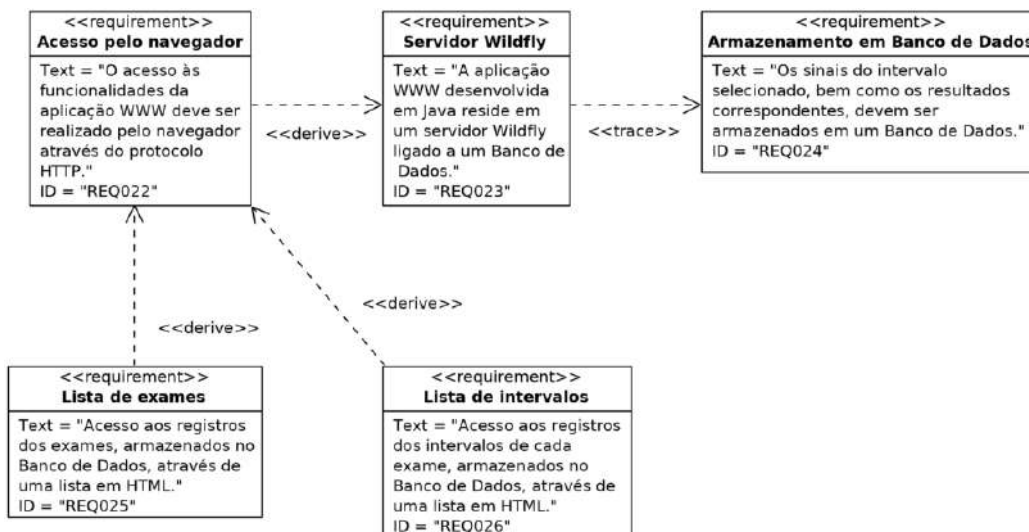 <<requirement>>
Acesso pelo navegador
Text = "O acesso às
funcionalidades da
aplicação WWW deve ser
realizado pelo navegador
através do protocolo
HTTP."
ID = "REQ022"
<<derive>>
<<requirement>>
Servidor Wildfly
Text = "A aplicação
WWW desenvolvida
em Java reside em
um servidor Wildfly
ligado a um Banco de
Dados."
ID = "REQ023"
<<trace>>
<<requirement>>
Armazenamento em Banco de Dados
Text = "Os sinais do intervalo
selecionado, bem como os resultados
correspondentes, devem ser
armazenados em um Banco de Dados."
ID = "REQ024"
<<derive>>
<<derive>>
<<requirement>>
Lista de exames
Text = "Acesso aos registros
dos exames, armazenados no
Banco de Dados, através de
uma lista em HTML."
ID = "REQ025"
<<requirement>>
Lista de intervalos
Text = "Acesso aos registros
dos intervalos de cada
exame, armazenados no
Banco de Dados, através de
uma lista em HTML."
ID = "REQ026"